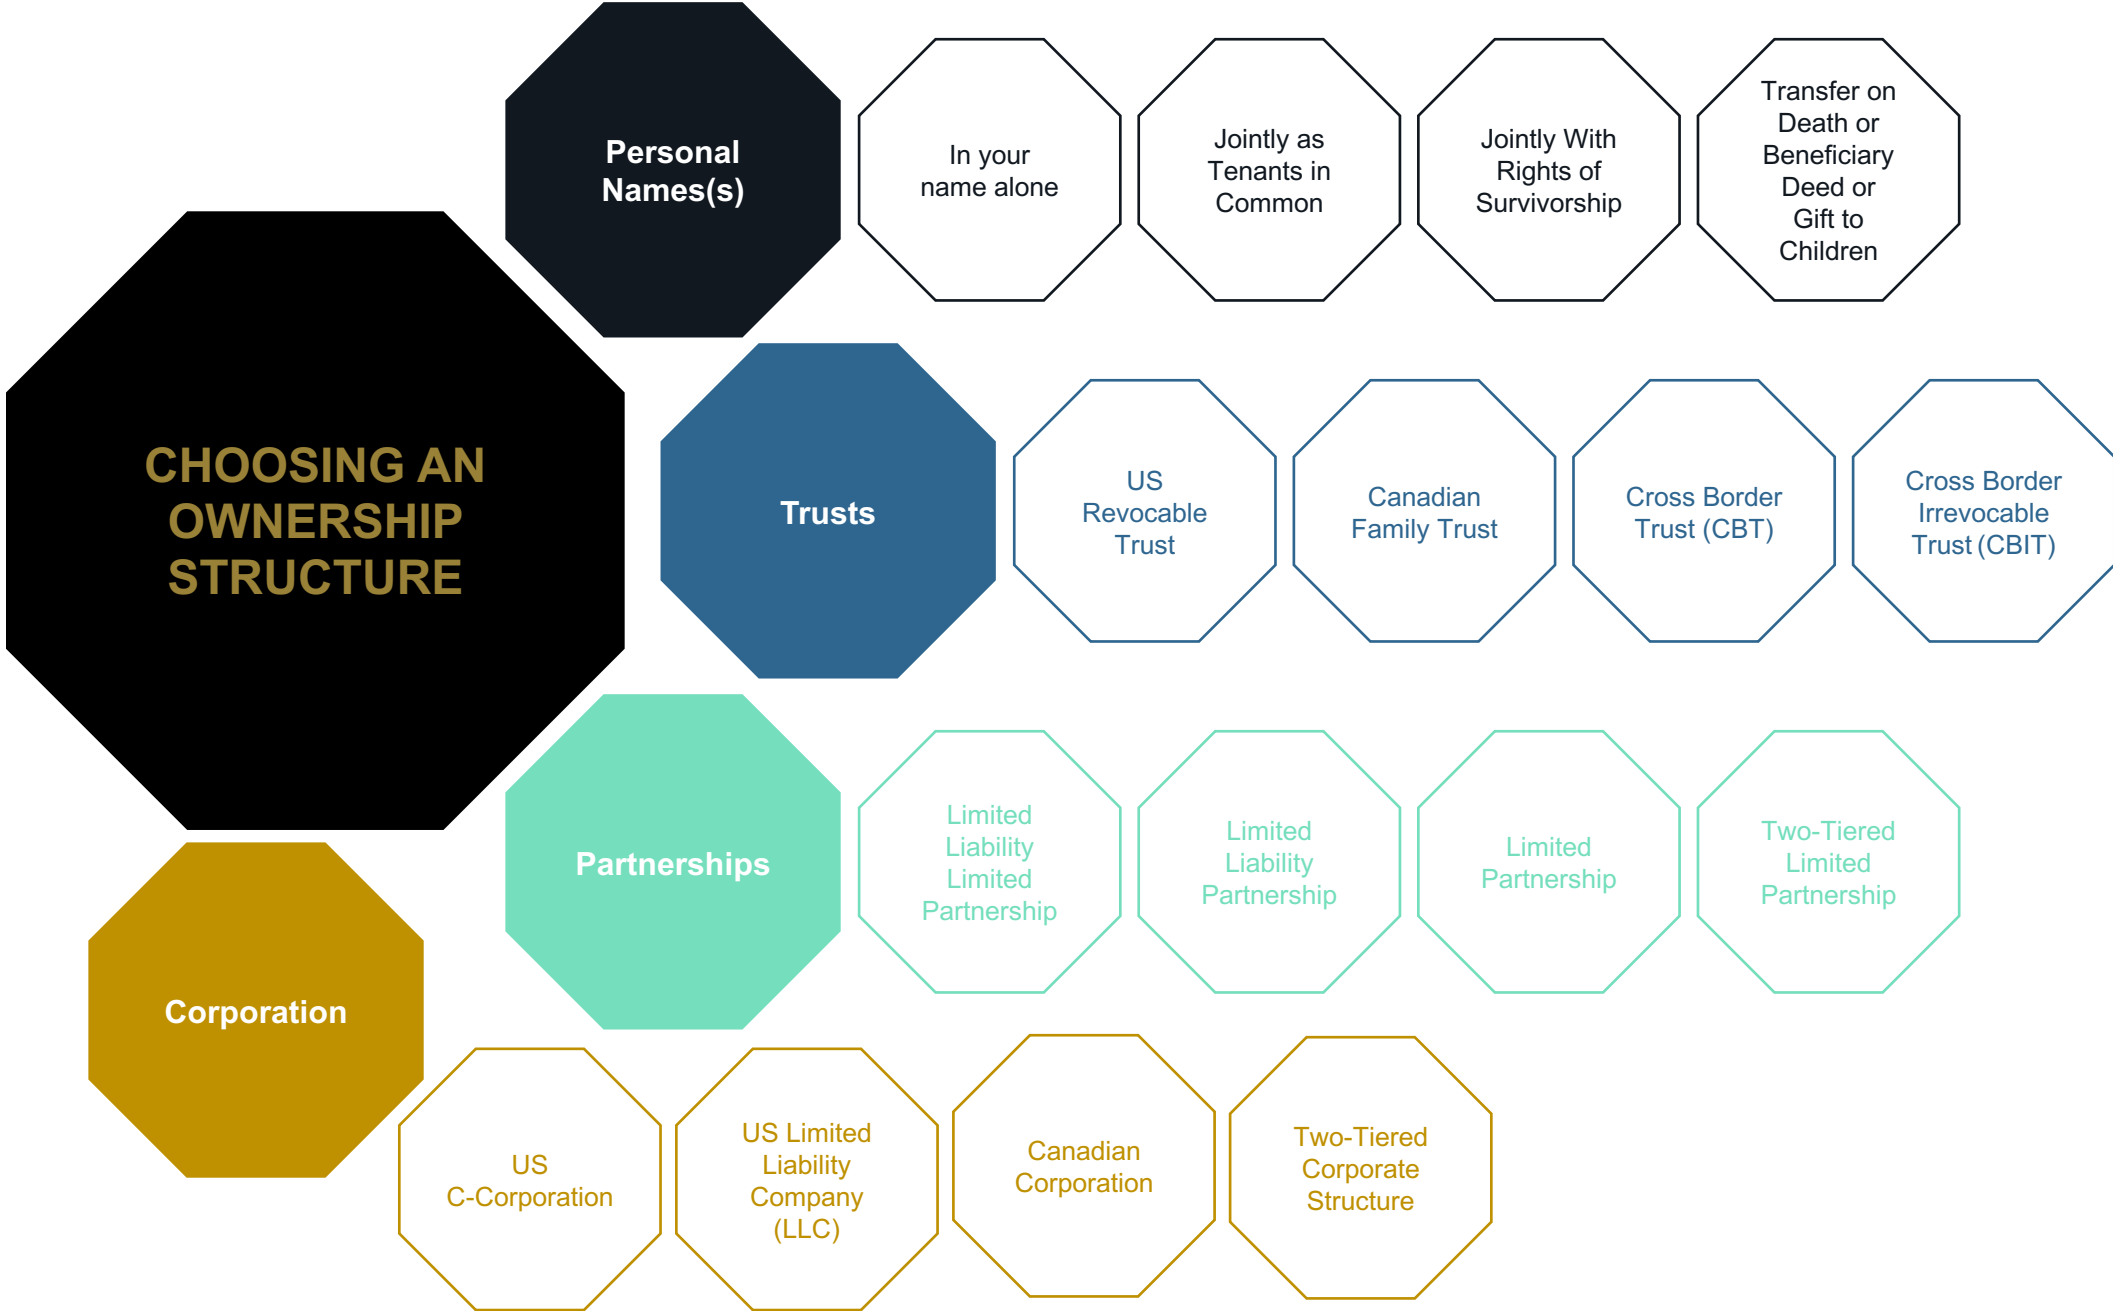 CHOOSING AN
OWNERSHIP
STRUCTURE
Personal
Names(s)
In your
name alone
Jointly as
Tenants in
Common
Jointly With
Rights of
Survivorship
Transfer on
Death or
Beneficiary
Deed or
Gift to
Children
Trusts
US
Revocable
Trust
Canadian
Family Trust
Cross Border
Trust (CBT)
Cross Border
Irrevocable
Trust (CBIT)
Partnerships
Limited
Liability
Limited
Partnership
Limited
Liability
Partnership
Limited
Partnership
Two-Tiered
Limited
Partnership
Corporation
US
C-Corporation
US Limited
Liability
Company
(LLC)
Canadian
Corporation
Two-Tiered
Corporate
Structure